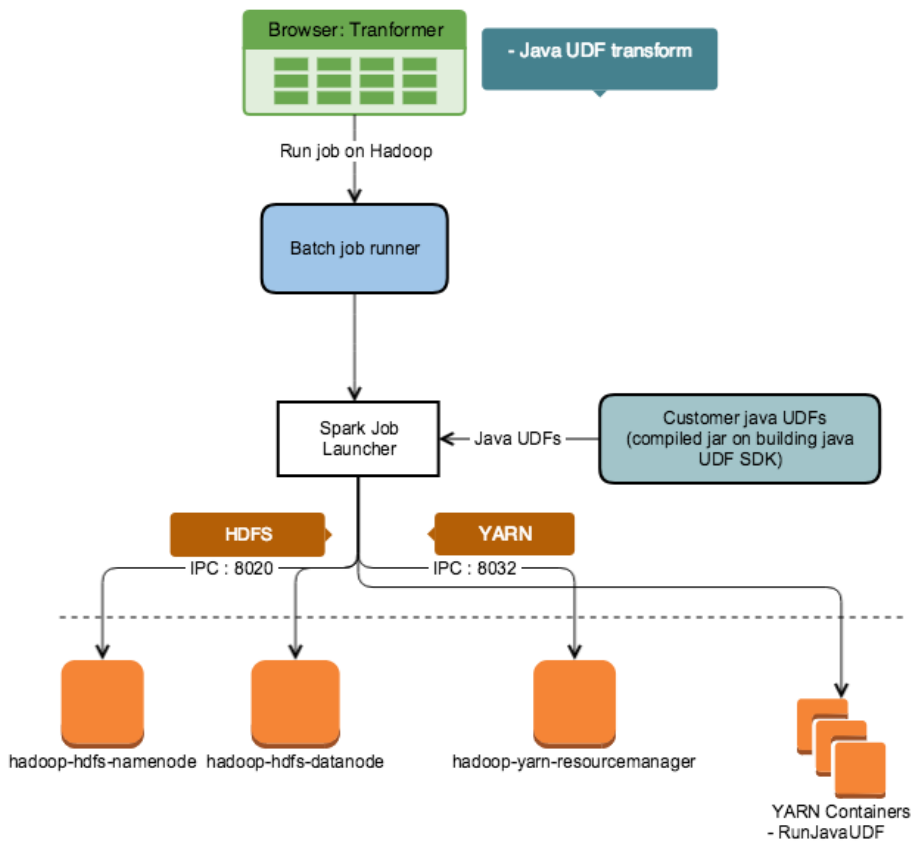 Browser: Tranformer
- Java UDF transform
Run job on Hadoop
Batch job runner
Spark Job
Launcher
Java UDFs
Customer java UDFs
(compiled jar on building java
UDF SDK)
HDFS
YARN
IPC : 8020
IPC : 8032
hadoop-hdfs-namenode
hadoop-hdfs-datanode
hadoop-yarn-resourcemanager
YARN Containers
- RunJavaUDF